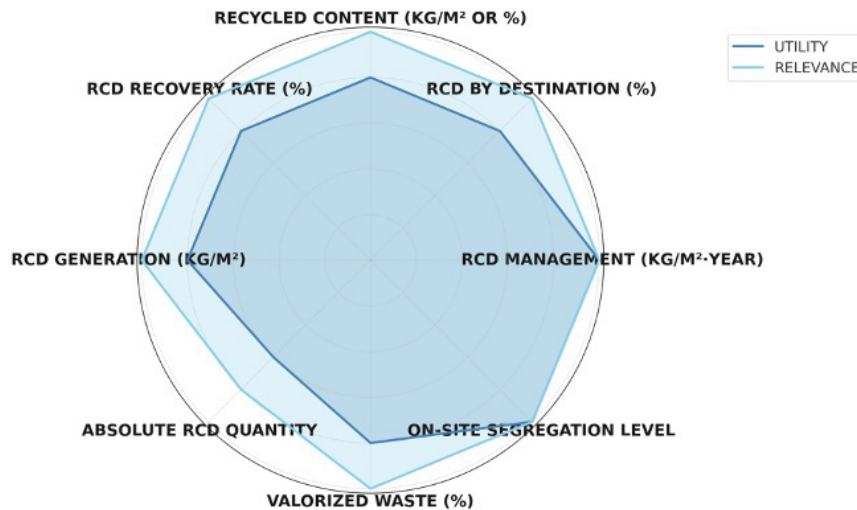 RECYCLED CONTENT (KG/M² OR %)
UTILITY
RELEVANCE
RCD RECOVERY RATE (%)
RCD BY DESTINATION (%)
RCD GENERATION (KG/M²)
RCD MANAGEMENT (KG/M²·YEAR)
ABSOLUTE RCD QUANTITY
ON-SITE SEGREGATION LEVEL
VALORIZED WASTE (%)